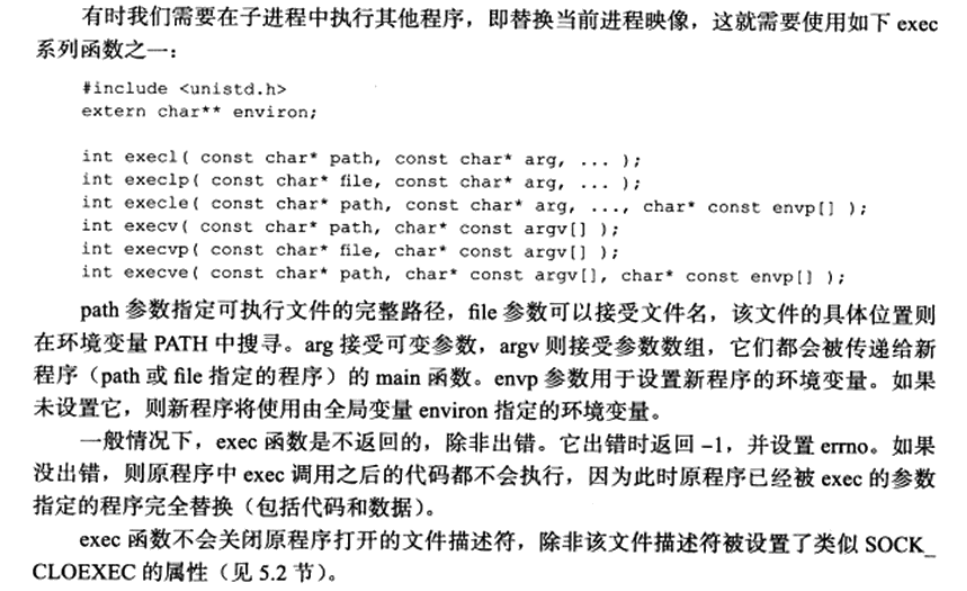 有时我们需要在子进程中执行其他程序，即替换当前进程映像，这就需要使用如下 exec
系列函数之一：
#include <unistd.h>
extern char** environ;
int execl( const char* path, const char* arg, ... );
int execlp( const char* file, const char* arg, ... );
int execle( const char* path, const char* arg, ..., char* const envp[] );
int execv( const char* path, char* const argv[] );
int execvp( const char* file, char* const argv[] );
int execve( const char* path, char* const argv[], char* const envp[] );
path 参数指定可执行文件的完整路径，file 参数可以接受文件名，该文件的具体位置则
在环境变量 PATH 中搜寻。arg 接受可变参数，argv 则接受参数数组，它们都会被传递给新
程序（path 或 file 指定的程序）的 main 函数。envp 参数用于设置新程序的环境变量。如果
未设置它，则新程序将使用由全局变量 environ 指定的环境变量。
一般情况下，exec 函数是不返回的，除非出错。它出错时返回 -1，并设置 errno。如果
没出错，则原程序中 exec 调用之后的代码都不会执行，因为此时原程序已经被 exec 的参数
指定的程序完全替换（包括代码和数据）。
exec 函数不会关闭原程序打开的文件描述符，除非该文件描述符被设置了类似 SOCK_
CLOEXEC 的属性（见 5.2 节）。